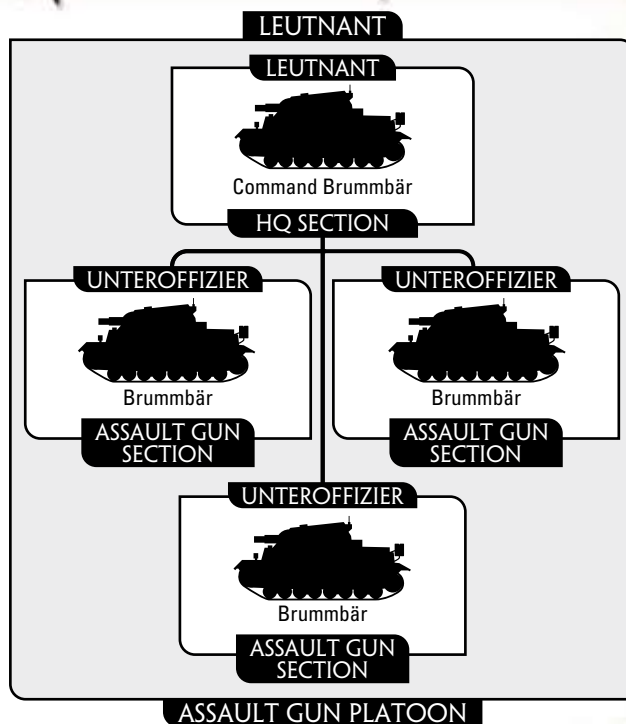 LEUTNANT
LEUTNANT
Command Brummbär
HQ SECTION
UNTEROFFIZIER
Brummbär
ASSAULT GUN
SECTION
UNTEROFFIZIER
Brummbär
ASSAULT GUN
SECTION
UNTEROFFIZIER
Brummbär
ASSAULT GUN
SECTION
ASSAULT GUN PLATOON